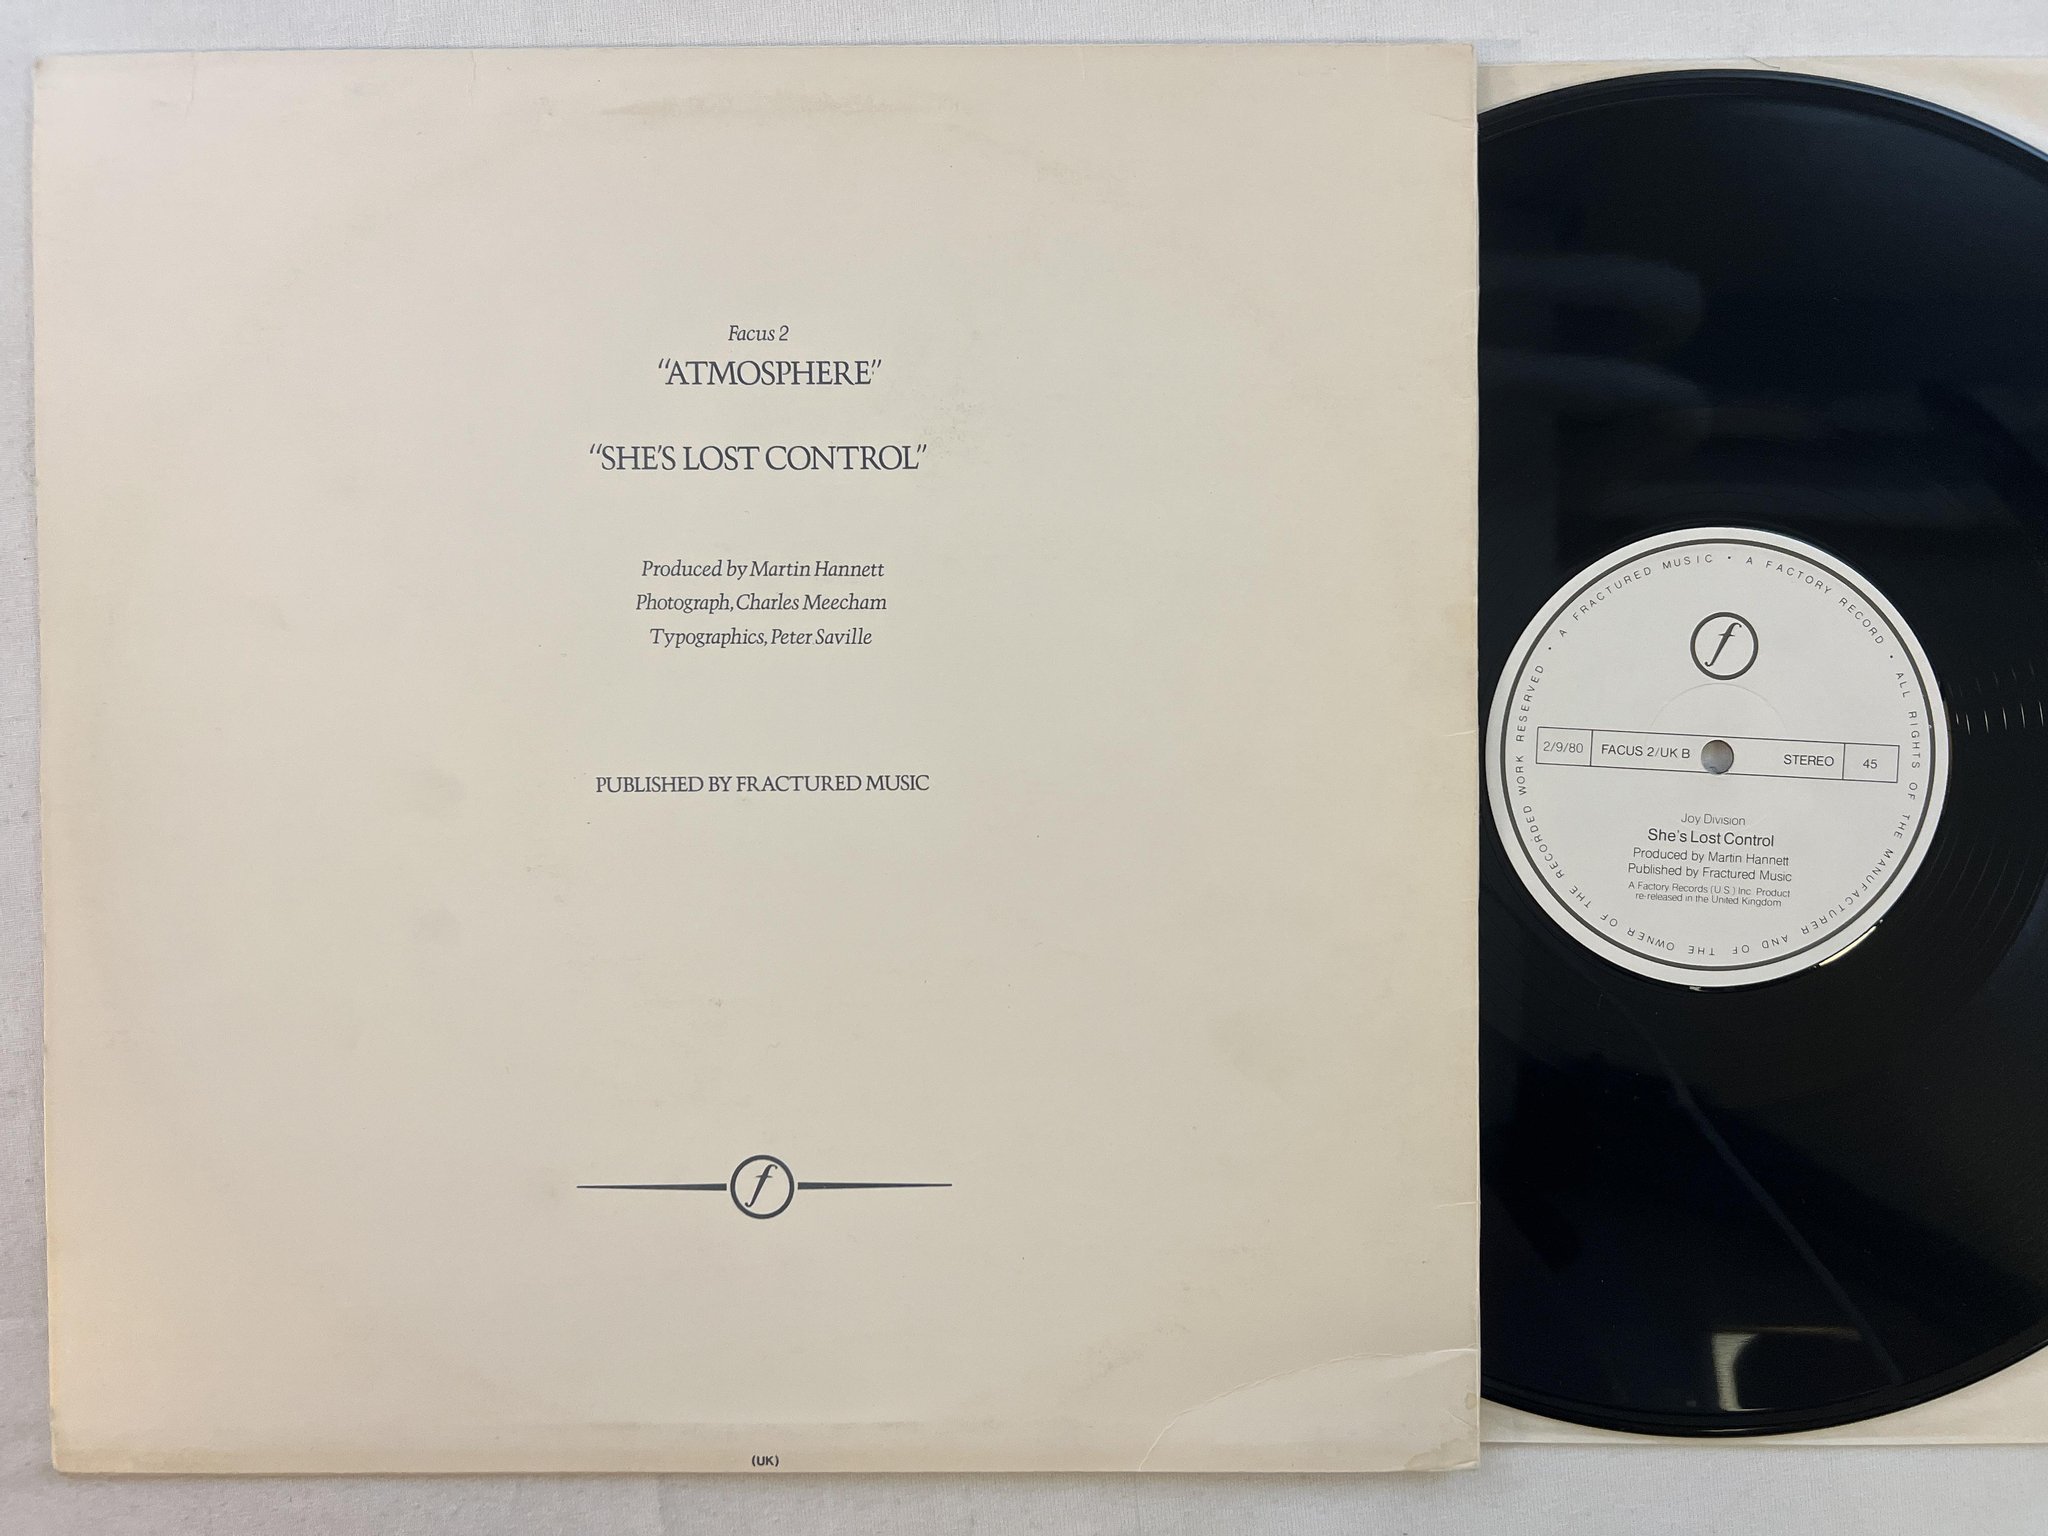 Facus 2
“ATMOSPHERE”
“SHE'S LOST CONTROL”
Produced by Martin Hannett
Photograph, Charles Meecham
Typographics, Peter Saville
PUBLISHED BY FRACTURED MUSIC
f
(UK)
• A FRACTURED MUSIC • A FACTORY RECORD • ALL RIGHTS OF THE MANUFACTURER AND OF THE OWNER OF THE RECORDED WORK RESERVED
f
2/9/80 FACUS 2/UK B STEREO 45
Joy Division
She's Lost Control
Produced by Martin Hannett
Published by Fractured Music
A Factory Records (U.S.) Inc. Product
re-released in the United Kingdom